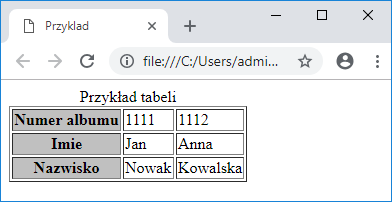 Przykład
file:///C:/Users/admi...
Przykład tabeli
Numer albumu 1111 1112
Imie Jan Anna
Nazwisko Nowak Kowalska